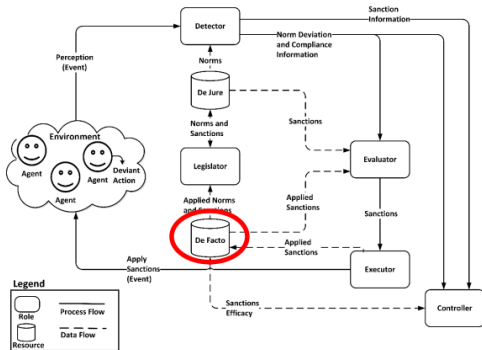 Sanction
Information
Detector
Norm Deviation
and Compliance
Information
Perception
(Event)
Norms
De Jure
Sanctions
Environment
Norms and
Sanctions
Agent
Agent
Agent
Deviant
Action
Legislator
Evaluator
Applied Norms
and Sanctions
Applied
Sanctions
Sanctions
De Facto
Applied
Sanctions
Apply
Sanctions
(Event)
Executor
Sanctions
Efficacy
Controller
Legend
Role
Process Flow
Resource
Data Flow